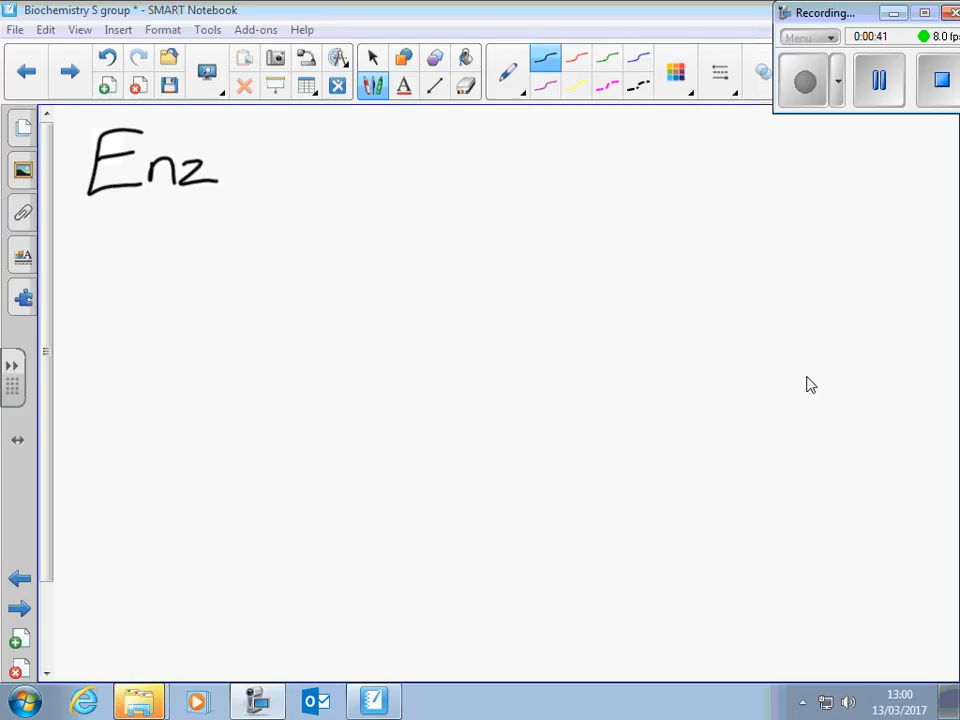 Biochemistry S group * - SMART Notebook
Recording...
File Edit View Insert Format Tools Add-ons Help
Menu 0:00:41 8.0 fps
Enz
13:00
13/03/2017